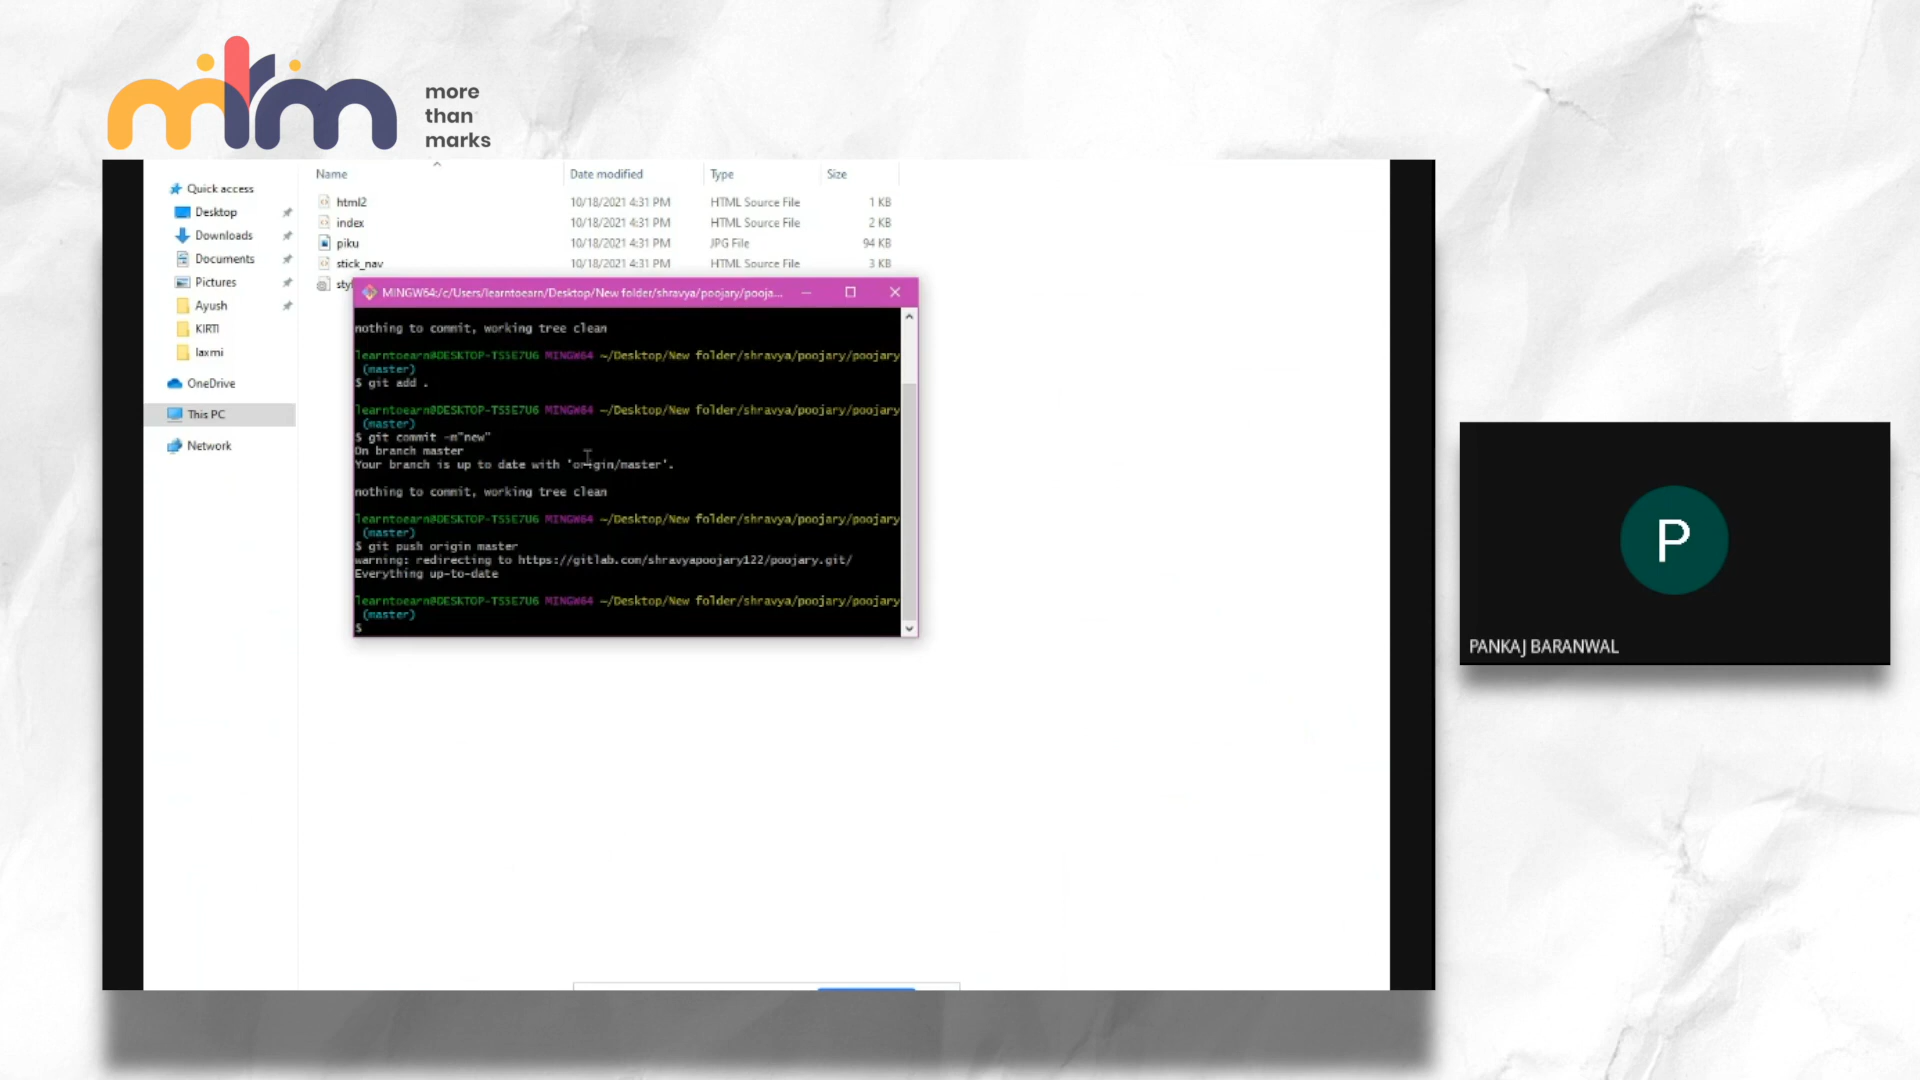 more
than
marks
Name Date modified Type Size
Quick access
Desktop
Downloads
Documents
Pictures
Ayush
KIRTI
laxmi
OneDrive
This PC
Network
html2 10/18/2021 4:31 PM HTML Source File 1 KB
index 10/18/2021 4:31 PM HTML Source File 2 KB
piku 10/18/2021 4:31 PM JPG File 94 KB
stick_nav 10/18/2021 4:31 PM HTML Source File 3 KB
sty
MINGW64:/c/Users/learntoearn/Desktop/New folder/shravya/poojary/pooja...
nothing to commit, working tree clean
learntoearn@DESKTOP-TS5E7U6 MINGW64 ~/Desktop/New folder/shravya/poojary/poojary
(master)
$ git add .
learntoearn@DESKTOP-TS5E7U6 MINGW64 ~/Desktop/New folder/shravya/poojary/poojary
(master)
$ git commit -m"new"
On branch master
Your branch is up to date with 'origin/master'.
nothing to commit, working tree clean
learntoearn@DESKTOP-TS5E7U6 MINGW64 ~/Desktop/New folder/shravya/poojary/poojary
(master)
$ git push origin master
warning: redirecting to https://gitlab.com/shravyapoojary122/poojary.git/
Everything up-to-date
learntoearn@DESKTOP-TS5E7U6 MINGW64 ~/Desktop/New folder/shravya/poojary/poojary
(master)
$
P
PANKAJ BARANWAL